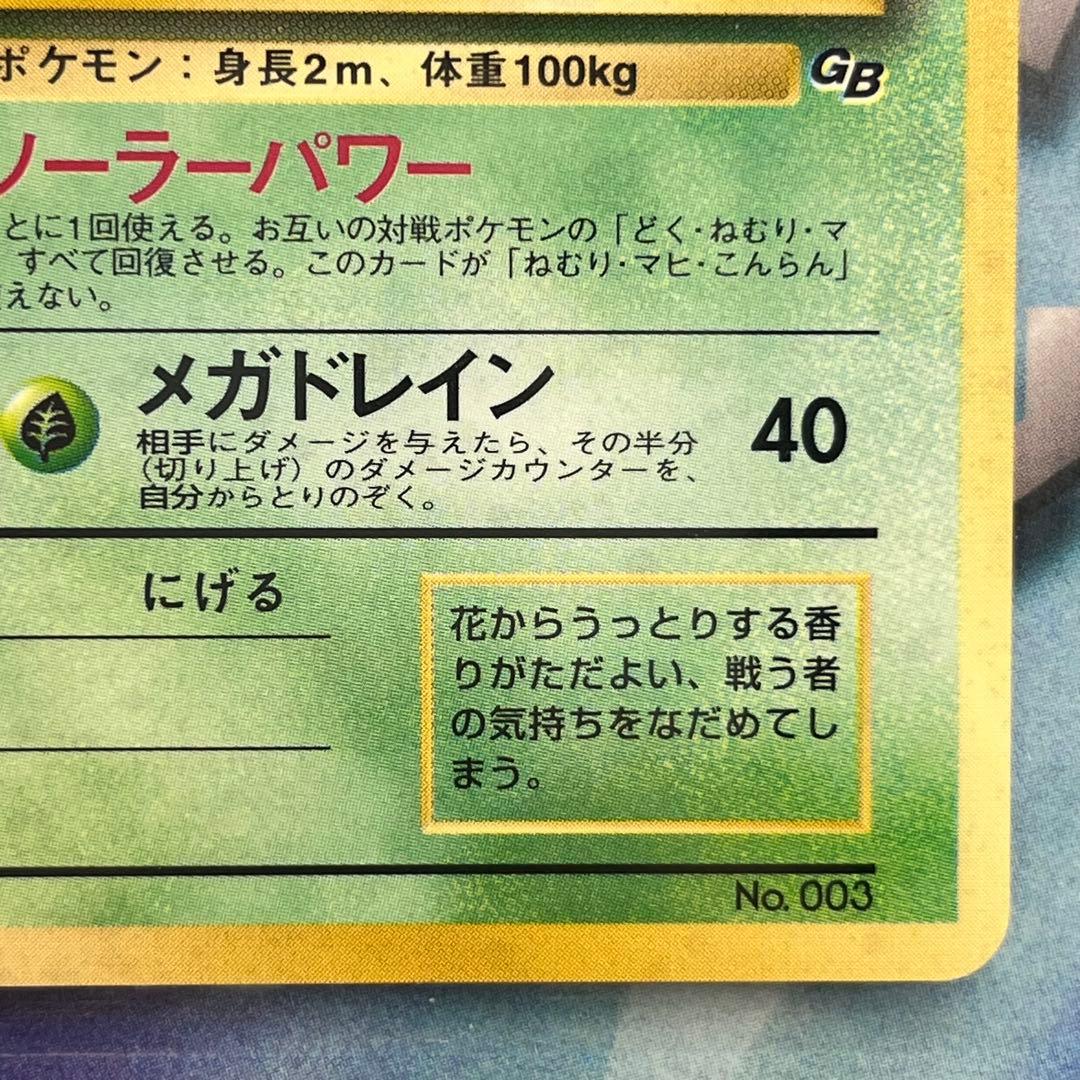 ポケモン：身長2m、体重100kg
GB
ソーラーパワー
とに1回使える。お互いの対戦ポケモンの「どく・ねむり・マ
すべて回復させる。このカードが「ねむり・マヒ・こんらん」
えない。
メガドレイン
40
相手にダメージを与えたら、その半分
（切り上げ）のダメージカウンターを、
自分からとりのぞく。
にげる
花からうっとりする香
りがただよい、戦う者
の気持ちをなだめてし
まう。
No. 003